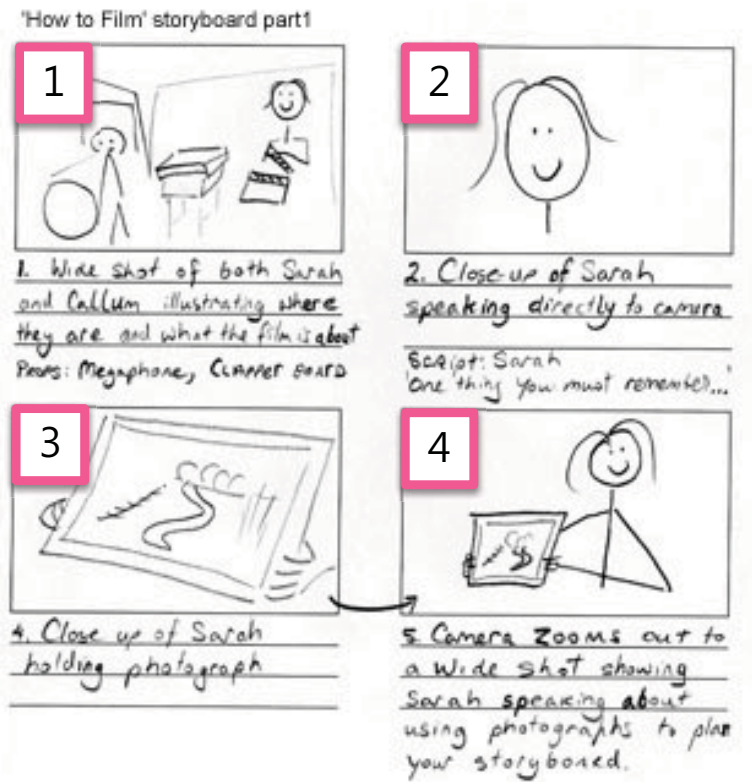 'How to Film' storyboard part1
1
1. Wide shot of both Sarah
and Callum illustrating where
they are and what the film is about
Props: Megaphone, Clapper board
2
2. Close-up of Sarah
speaking directly to camera
Script: Sarah
'One thing you must remember...'
3
4. Close up of Sarah
holding photograph
4
5. Camera zooms out to
a wide shot showing
Sarah speaking about
using photographs to plan
your storyboard.